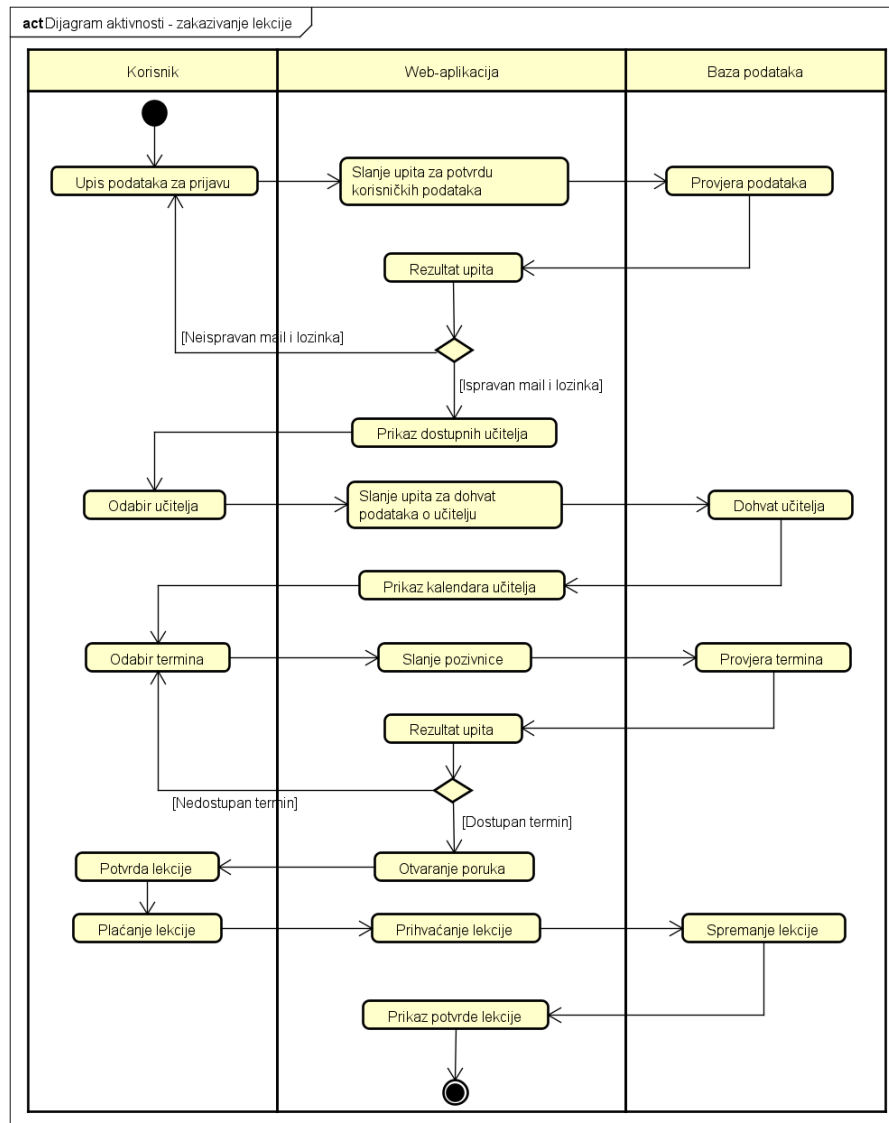 act Dijagram aktivnosti - zakazivanje lekcije
Korisnik
Web-aplikacija
Baza podataka
Upis podataka za prijavu
Slanje upita za potvrdu
korisničkih podataka
Provjera podataka
Rezultat upita
[Neispravan mail i lozinka]
[Ispravan mail i lozinka]
Prikaz dostupnih učitelja
Odabir učitelja
Slanje upita za dohvat
podataka o učitelju
Dohvat učitelja
Prikaz kalendara učitelja
Odabir termina
Slanje pozivnice
Provjera termina
Rezultat upita
[Nedostupan termin]
[Dostupan termin]
Potvrda lekcije
Otvaranje poruka
Plaćanje lekcije
Prihvaćanje lekcije
Spremanje lekcije
Prikaz potvrde lekcije